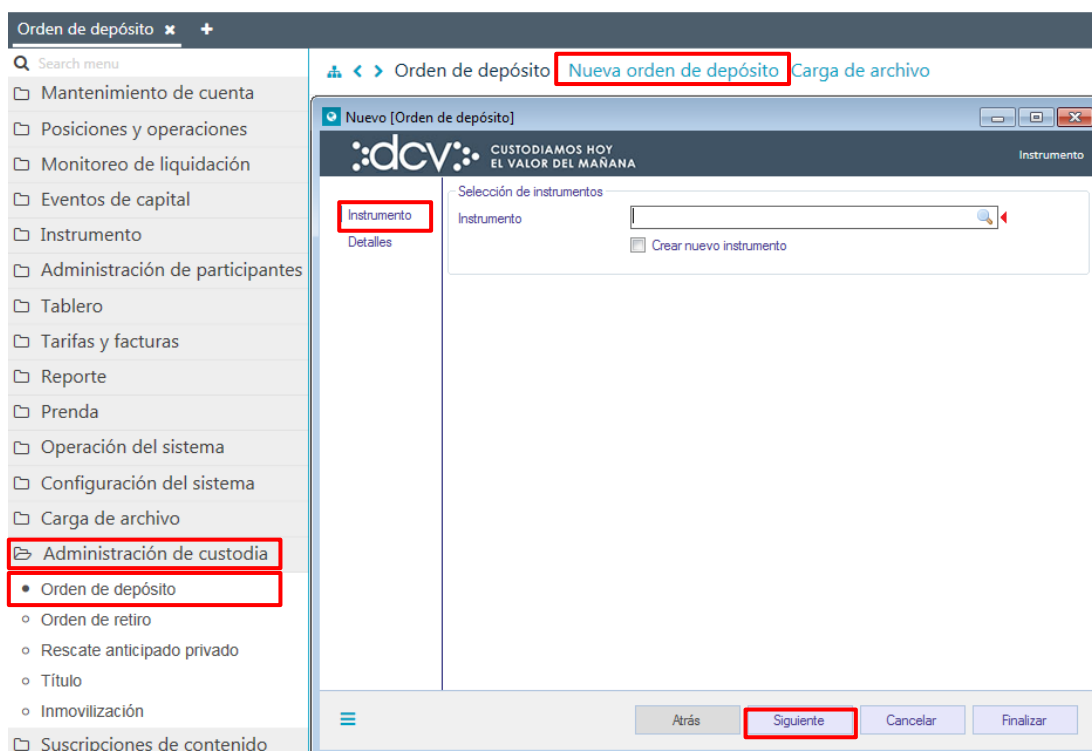 Orden de depósito
Search menu
Mantenimiento de cuenta
Posiciones y operaciones
Monitoreo de liquidación
Eventos de capital
Instrumento
Administración de participantes
Tablero
Tarifas y facturas
Reporte
Prenda
Operación del sistema
Configuración del sistema
Carga de archivo
Administración de custodia
Orden de depósito
Orden de retiro
Rescate anticipado privado
Título
Inmovilización
Suscripciones de contenido
Orden de depósito Nueva orden de depósito Carga de archivo
Nuevo [Orden de depósito]
dcv CUSTODIAMOS HOY
EL VALOR DEL MAÑANA
Instrumento
Instrumento
Detalles
Selección de instrumentos
Instrumento
Crear nuevo instrumento
Atrás Siguiente Cancelar Finalizar